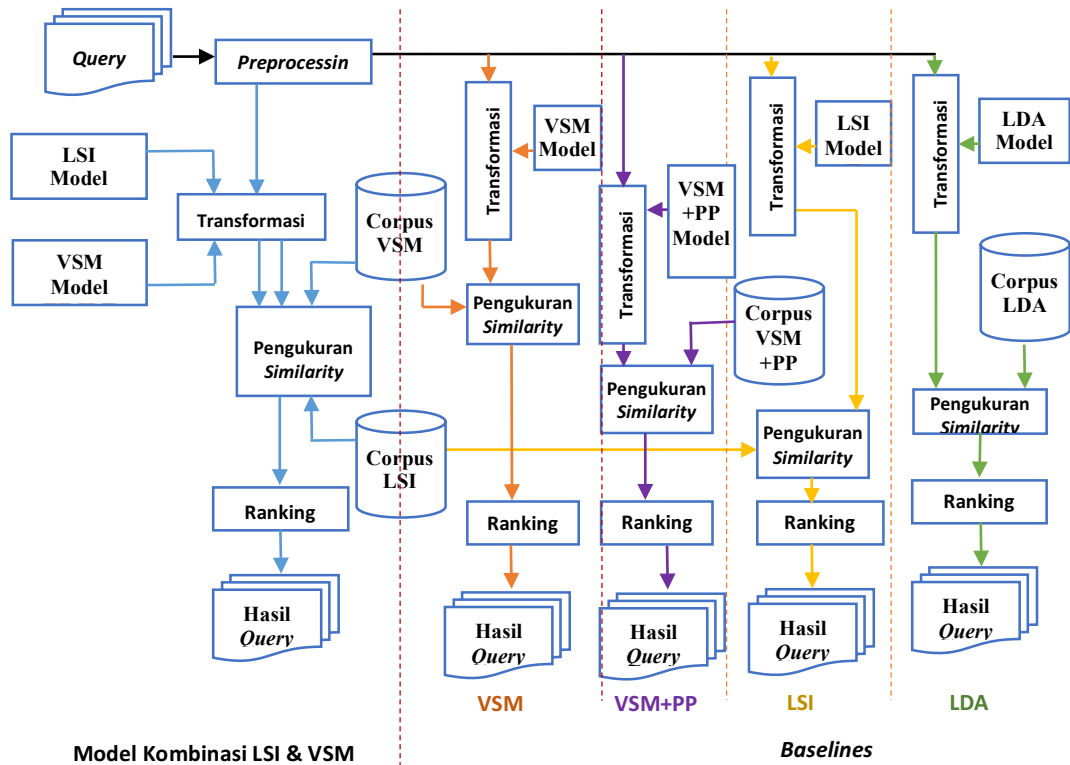 Query
Preprocessin
LSI
Model
VSM
Model
Transformasi
Pengukuran
Similarity
Ranking
Hasil
Query
Corpus
VSM
Corpus
LSI
Transformasi
VSM
Model
Pengukuran
Similarity
Ranking
Hasil
Query
VSM
Transformasi
VSM
+PP
Model
Corpus
VSM
+PP
Pengukuran
Similarity
Ranking
Hasil
Query
VSM+PP
Transformasi
LSI
Model
Pengukuran
Similarity
Ranking
Hasil
Query
LSI
Transformasi
LDA
Model
Corpus
LDA
Pengukuran
Similarity
Ranking
Hasil
Query
LDA
Model Kombinasi LSI & VSM
Baselines